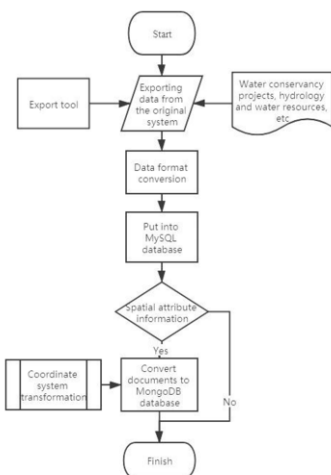 Start
Export tool
Exporting
data from
the original
system
Water conservancy
projects, hydrology
and water resources,
etc
Data format
conversion
Put into
MySQL
database
Spatial attribute
information
Yes
No
Coordinate
system
transformation
Convert
documents to
MongoDB
database
Finish